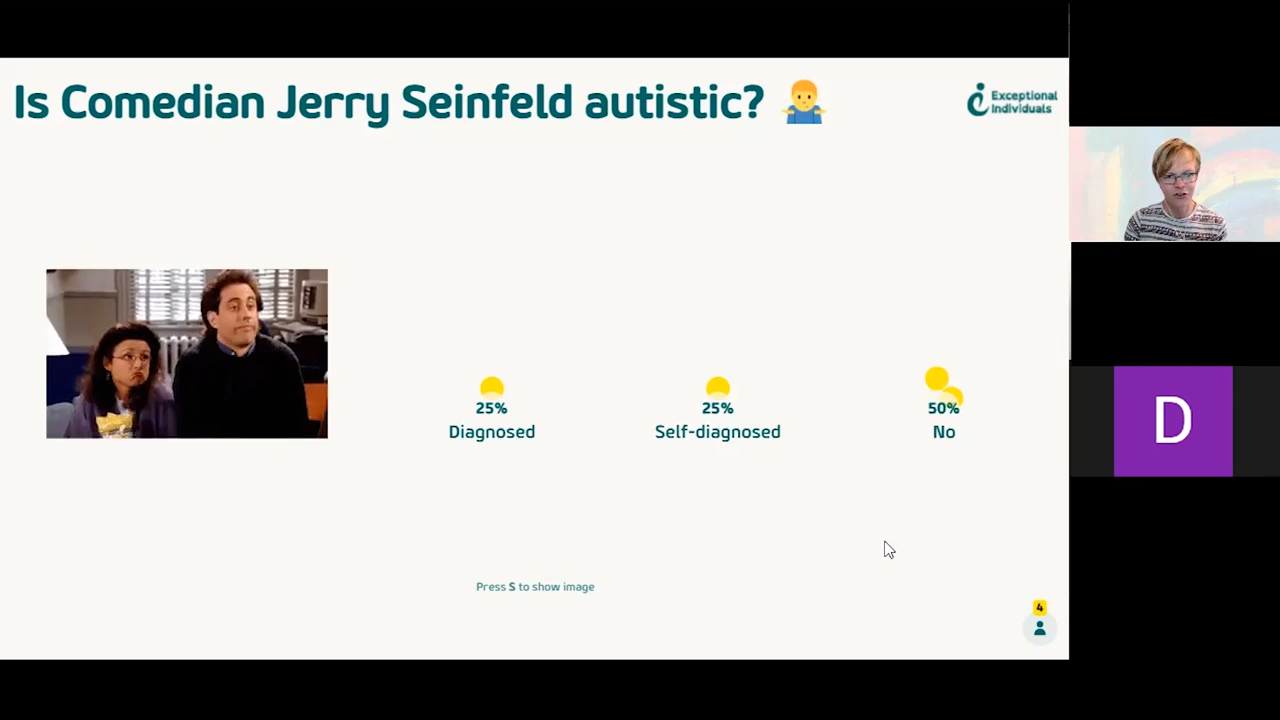 Is Comedian Jerry Seinfeld autistic?
Exceptional
Individuals
25%
Diagnosed
25%
Self-diagnosed
50%
No
D
Press S to show image
4